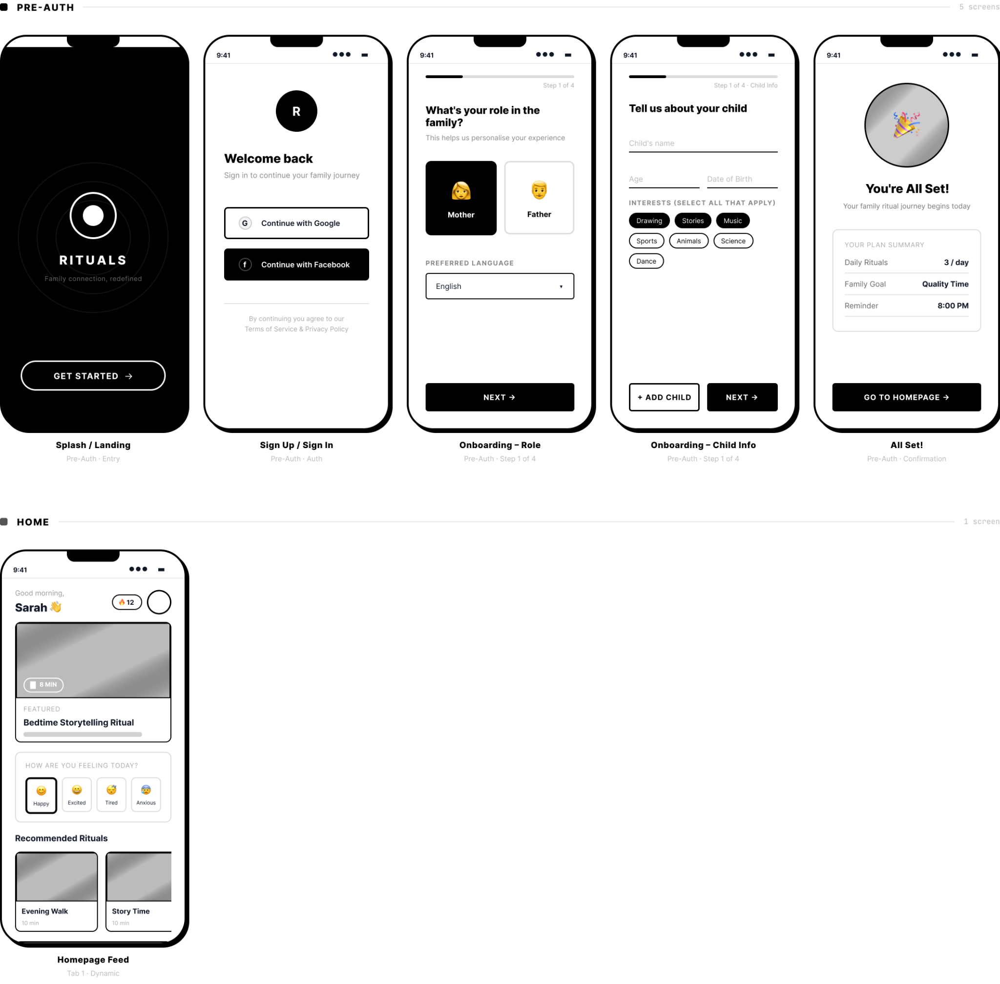 PRE-AUTH
5 screens
RITUALS
Family connection, redefined
GET STARTED →
Splash / Landing
Pre-Auth · Entry
9:41
R
Welcome back
Sign in to continue your family journey
G Continue with Google
f Continue with Facebook
By continuing you agree to our
Terms of Service & Privacy Policy
Sign Up / Sign In
Pre-Auth · Auth
9:41
Step 1 of 4
What's your role in the
family?
This helps us personalise your experience
Mother
Father
PREFERRED LANGUAGE
English
NEXT →
Onboarding – Role
Pre-Auth · Step 1 of 4
9:41
Step 1 of 4 · Child Info
Tell us about your child
Child's name
Age
Date of Birth
INTERESTS (SELECT ALL THAT APPLY)
Drawing Stories Music
Sports Animals Science
Dance
+ ADD CHILD
NEXT →
Onboarding – Child Info
Pre-Auth · Step 1 of 4
9:41
You're All Set!
Your family ritual journey begins today
YOUR PLAN SUMMARY
Daily Rituals 3 / day
Family Goal Quality Time
Reminder 8:00 PM
GO TO HOMEPAGE →
All Set!
Pre-Auth · Confirmation
HOME
1 screen
9:41
Good morning,
Sarah 👋
🔥 12
8 MIN
FEATURED
Bedtime Storytelling Ritual
HOW ARE YOU FEELING TODAY?
Happy Excited Tired Anxious
Recommended Rituals
Evening Walk
10 min
Story Time
10 min
Homepage Feed
Tab 1 · Dynamic